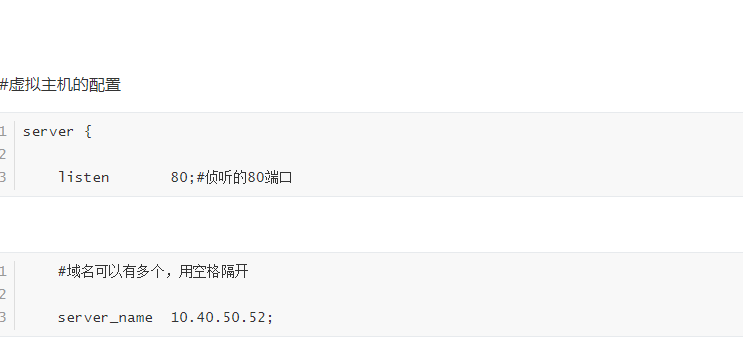 #虚拟主机的配置
1 server {
2
3     listen       80;#侦听的80端口
1     #域名可以有多个，用空格隔开
2
3     server_name  10.40.50.52;